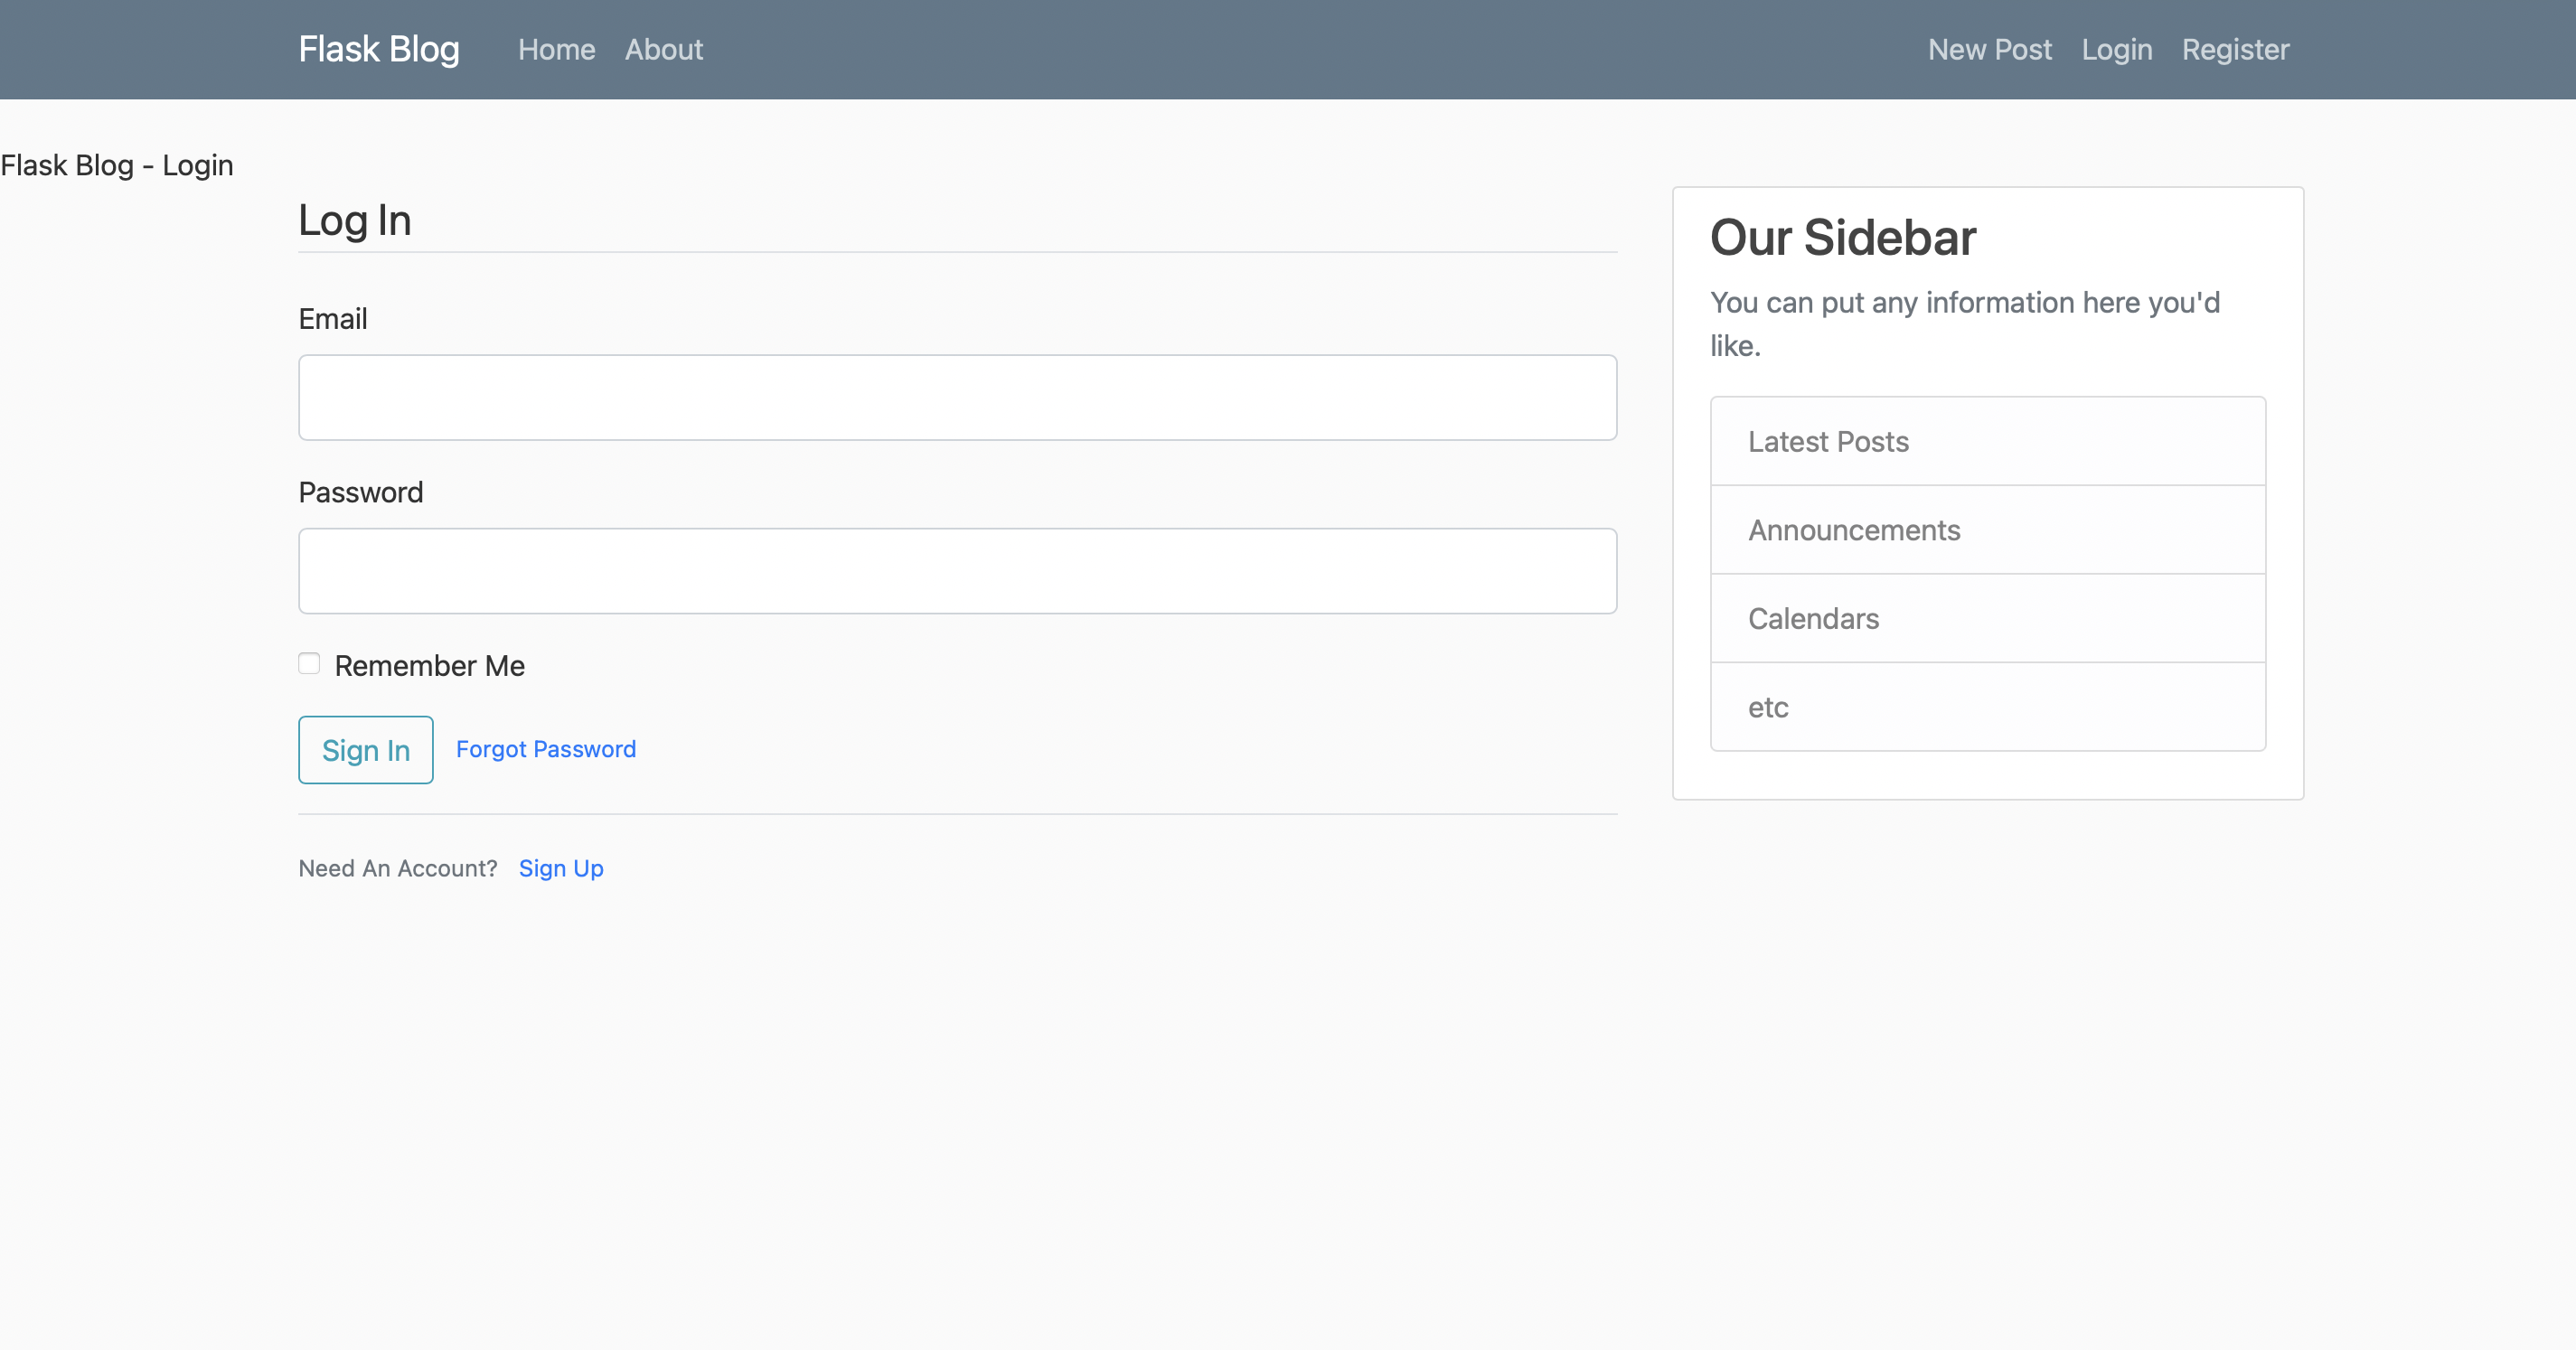 Flask Blog Home About New Post Login Register
Flask Blog - Login
Log In
Email
Password
Remember Me
Sign In Forgot Password
Need An Account? Sign Up
Our Sidebar
You can put any information here you'd
like.
Latest Posts
Announcements
Calendars
etc